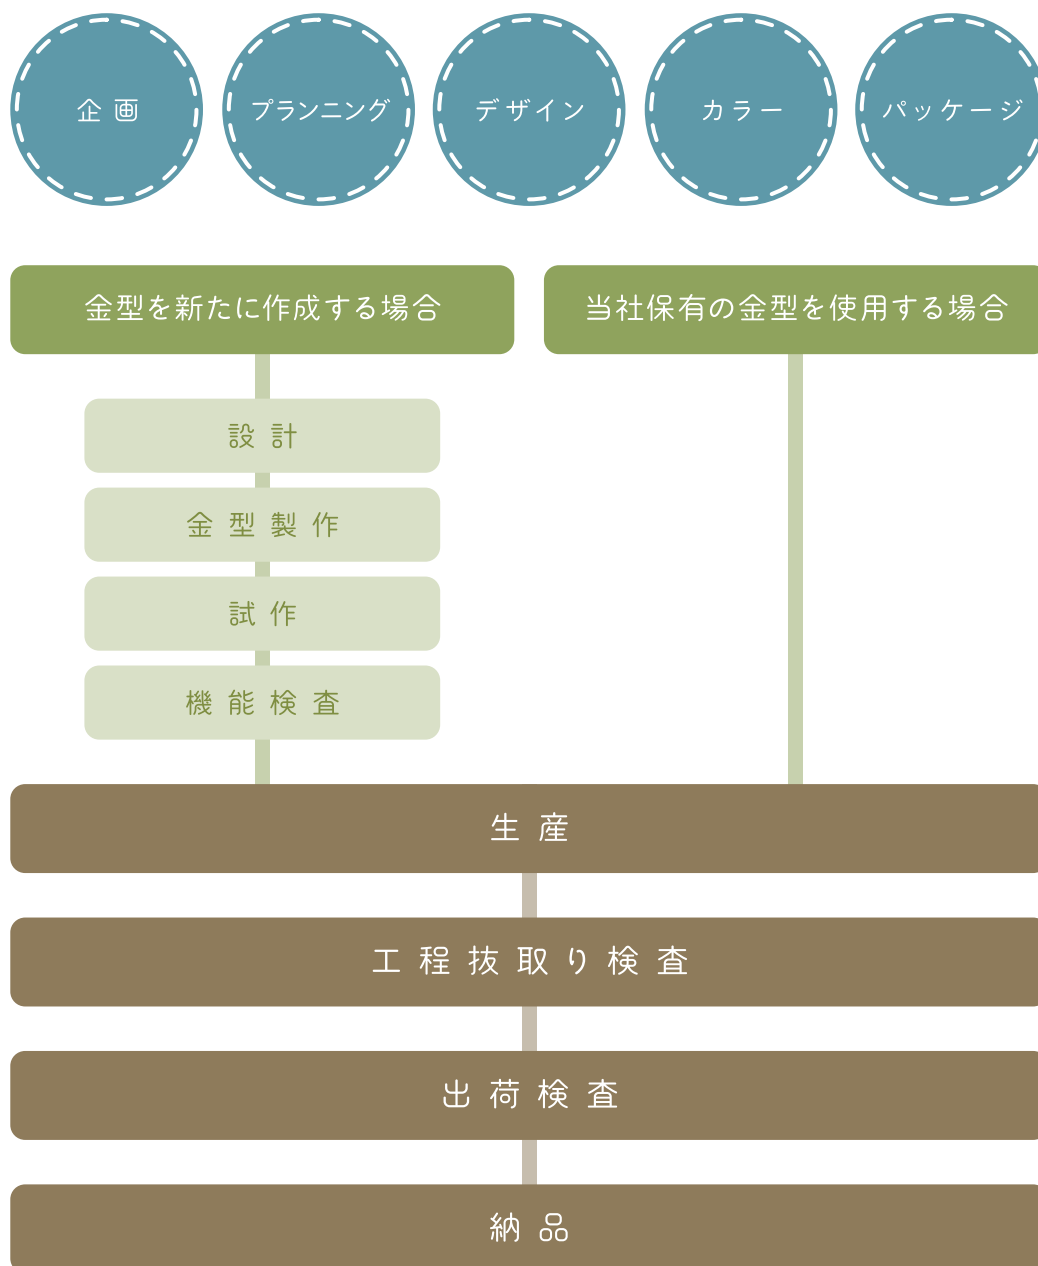 企画
プランニング
デザイン
カラー
パッケージ
金型を新たに作成する場合
当社保有の金型を使用する場合
設計
金型製作
試作
機能検査
生産
工程抜取り検査
出荷検査
納品